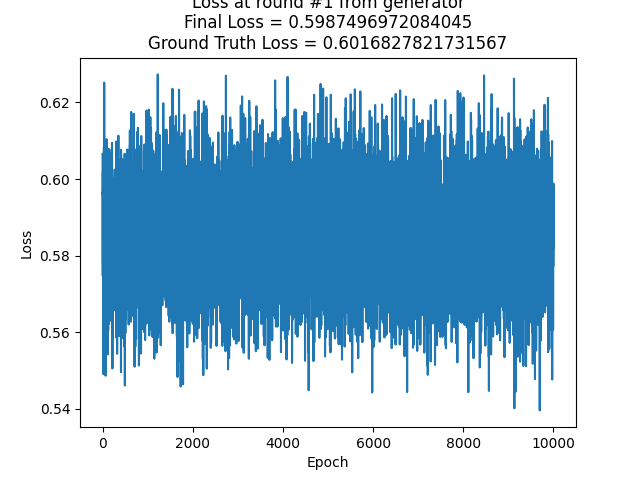 Loss at round #1 from generator
Final Loss = 0.5987496972084045
Ground Truth Loss = 0.6016827821731567
0.62
0.60
0.58
0.56
0.54
Loss
0
2000
4000
6000
8000
10000
Epoch